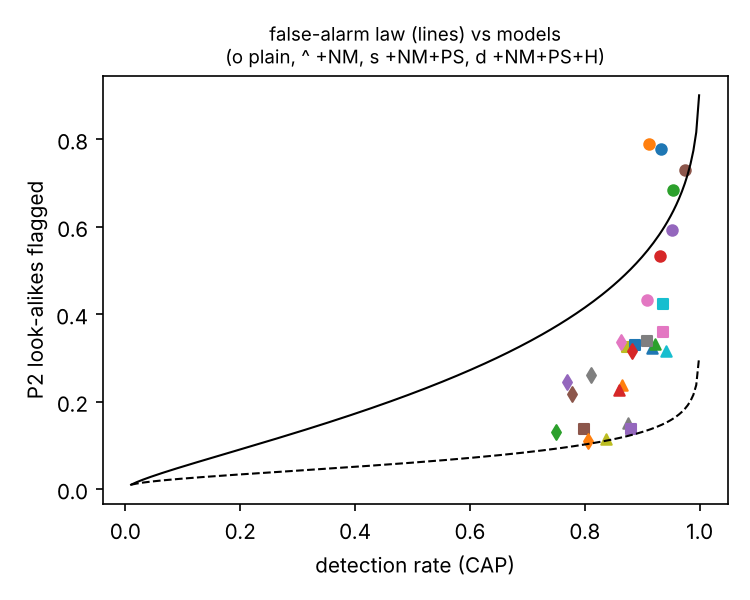 false-alarm law (lines) vs models
(o plain, ^ +NM, s +NM+PS, d +NM+PS+H)
P2 look-alikes flagged
0.8
0.6
0.4
0.2
0.0
0.0 0.2 0.4 0.6 0.8 1.0
detection rate (CAP)